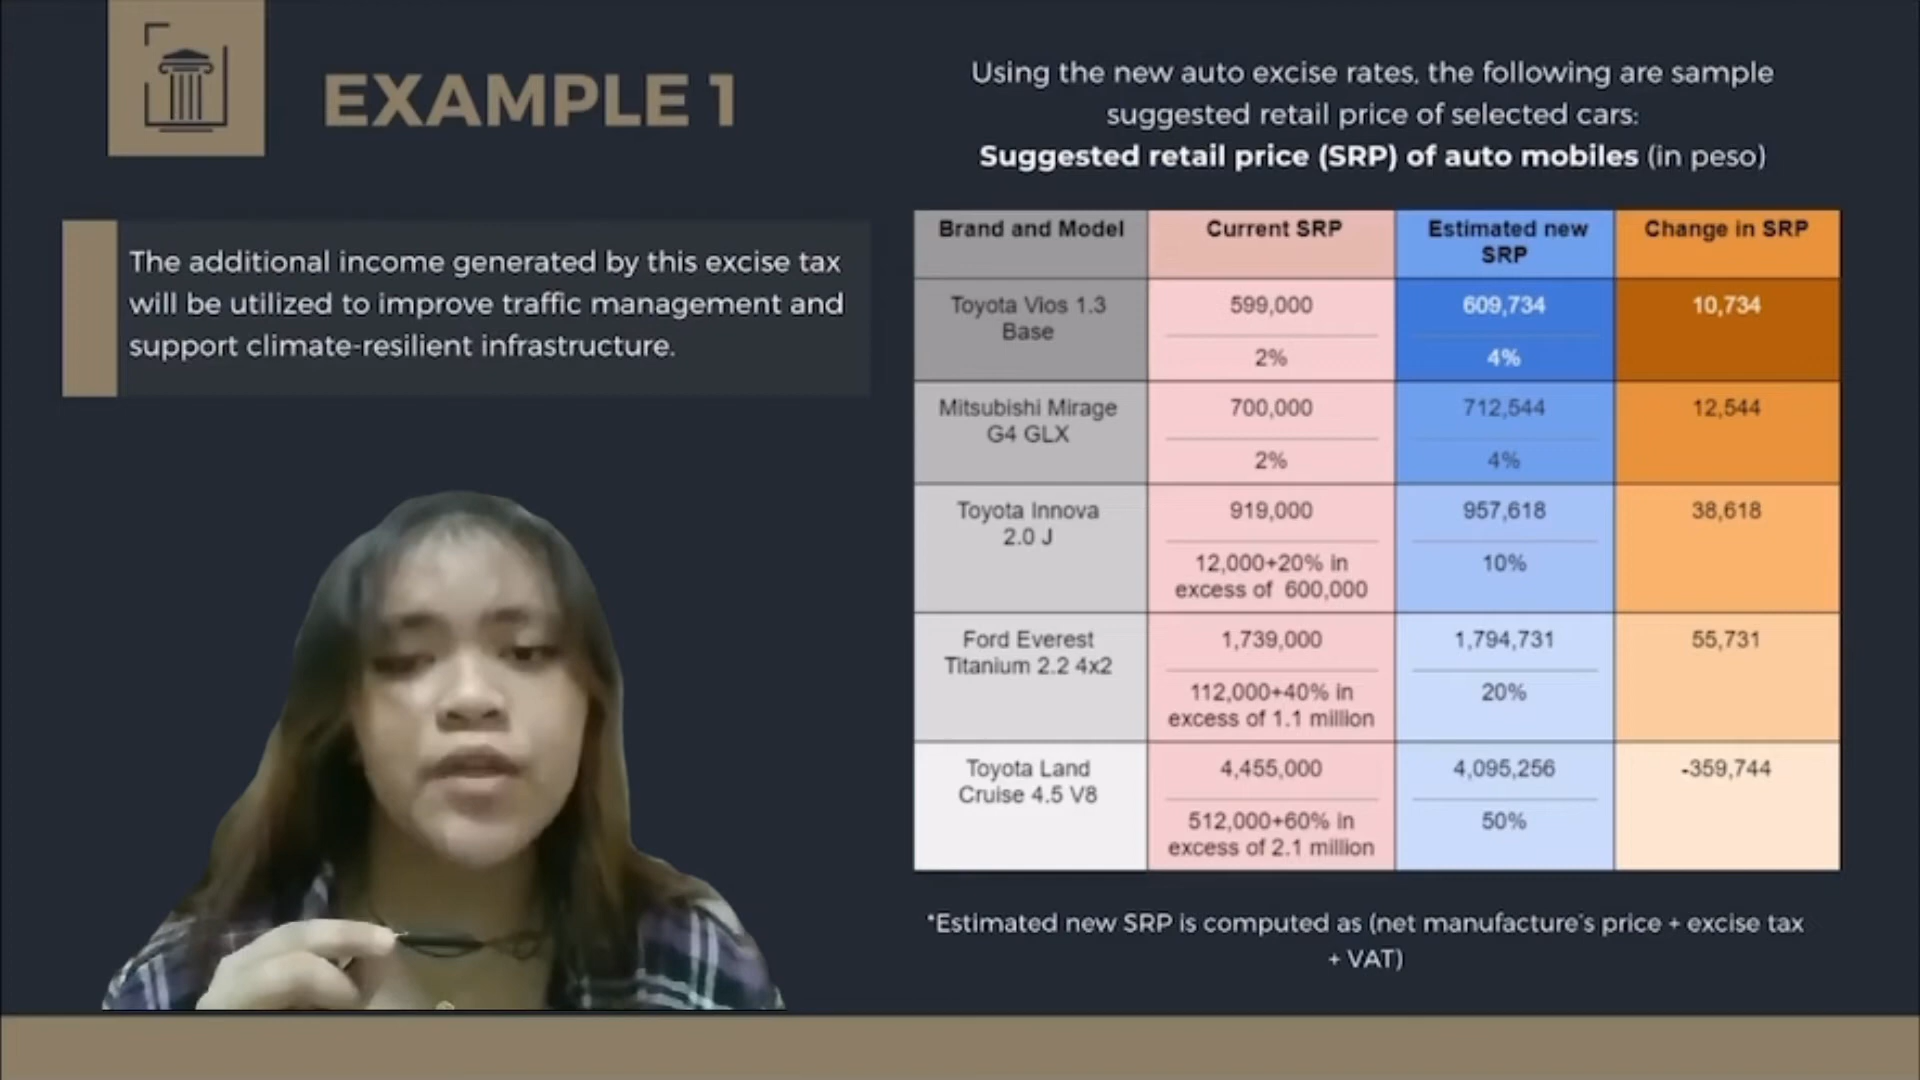 EXAMPLE 1
The additional income generated by this excise tax
will be utilized to improve traffic management and
support climate-resilient infrastructure.
Using the new auto excise rates, the following are sample
suggested retail price of selected cars:
Suggested retail price (SRP) of auto mobiles (in peso)
Brand and Model
Current SRP
Estimated new
SRP
Change in SRP
Toyota Vios 1.3
Base
599,000
2%
609,734
4%
10,734
Mitsubishi Mirage
G4 GLX
700,000
2%
712,544
4%
12,544
Toyota Innova
2.0 J
919,000
12,000+20% in
excess of 600,000
957,618
10%
38,618
Ford Everest
Titanium 2.2 4x2
1,739,000
112,000+40% in
excess of 1.1 million
1,794,731
20%
55,731
Toyota Land
Cruise 4.5 V8
4,455,000
512,000+60% in
excess of 2.1 million
4,095,256
50%
-359,744
*Estimated new SRP is computed as (net manufacture's price + excise tax
+ VAT)